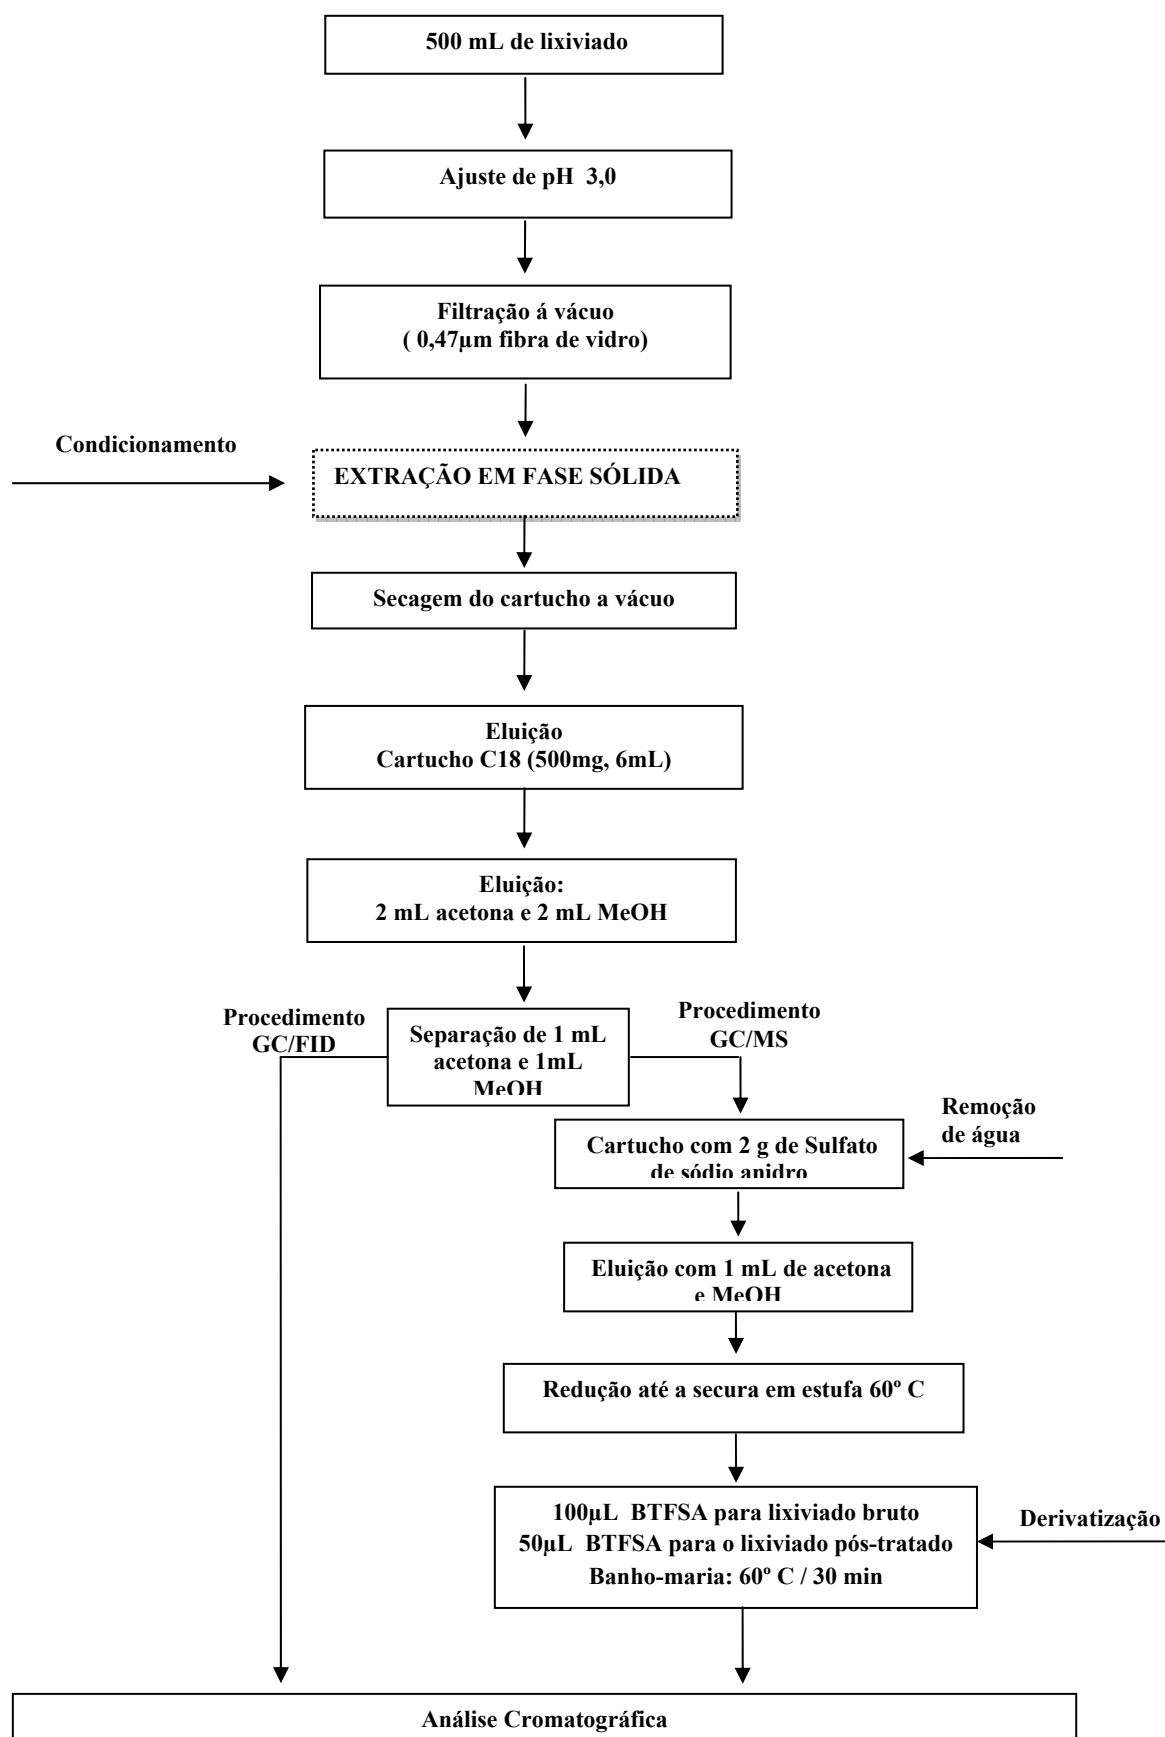 500 mL de lixiviado
Ajuste de pH 3,0
Filtração á vácuo
( 0,47µm fibra de vidro)
Condicionamento
EXTRAÇÃO EM FASE SÓLIDA
Secagem do cartucho a vácuo
Eluição
Cartucho C18 (500mg, 6mL)
Eluição:
2 mL acetona e 2 mL MeOH
Procedimento
GC/FID
Separação de 1 mL
acetona e 1mL
MeOH
Procedimento
GC/MS
Remoção
de água
Cartucho com 2 g de Sulfato
de sódio anidro
Eluição com 1 mL de acetona
e MeOH
Redução até a secura em estufa 60º C
100µL BTFSA para lixiviado bruto
50µL BTFSA para o lixiviado pós-tratado
Banho-maria: 60º C / 30 min
Derivatização
Análise Cromatográfica